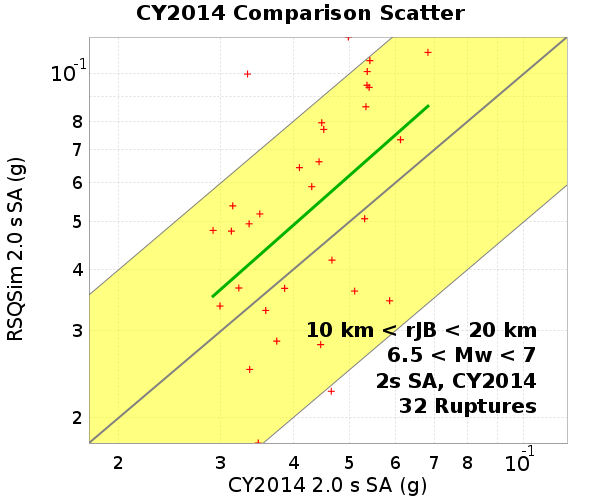 CY2014 Comparison Scatter
RSQSim 2.0 s SA (g)
10-1
8
7
6
5
4
3
2
10 km < rJB < 20 km
6.5 < Mw < 7
2s SA, CY2014
32 Ruptures
2 3 4 5 6 7 8 10-1
CY2014 2.0 s SA (g)